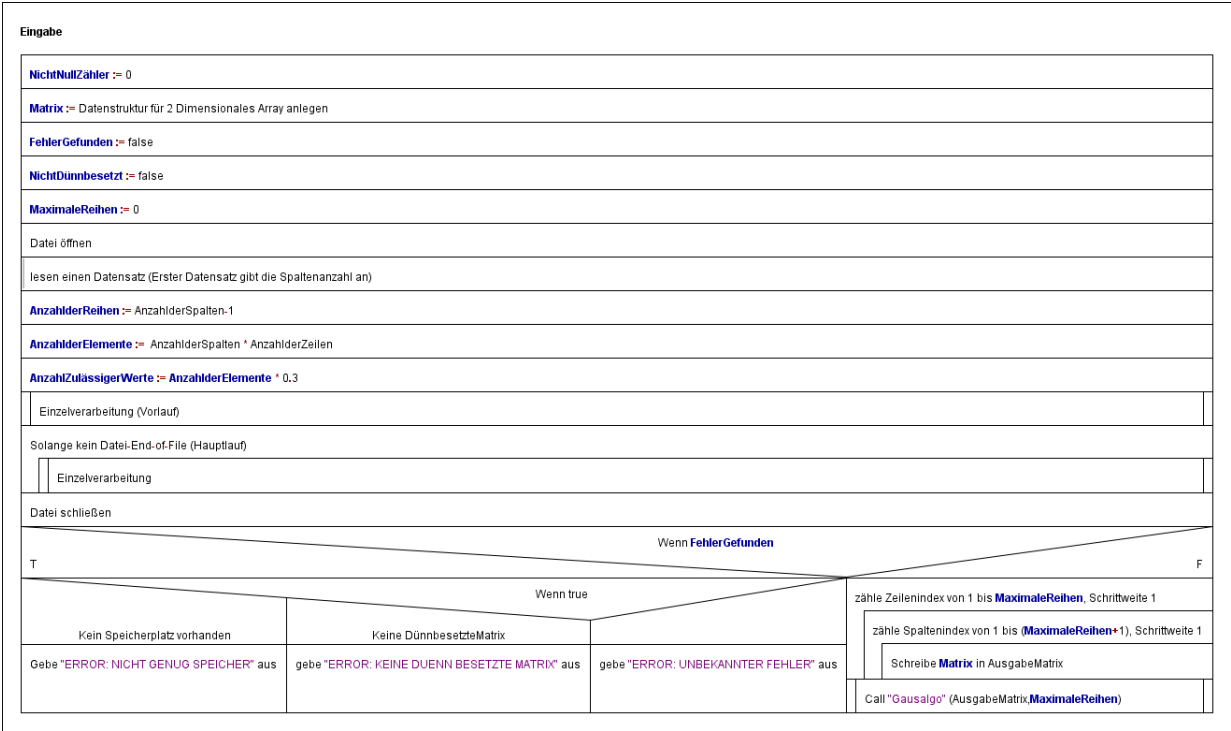 Eingabe
NichtNullZähler := 0
Matrix := Datenstruktur für 2 Dimensionales Array anlegen
FehlerGefunden := false
NichtDünnbesetzt := false
MaximaleReihen := 0
Datei öffnen
lesen einen Datensatz (Erster Datensatz gibt die Spaltenanzahl an)
AnzahlderReihen := AnzahlderSpalten-1
AnzahlderElemente := AnzahlderSpalten * AnzahlderZeilen
AnzahlZulässigerWerte := AnzahlderElemente * 0.3
Einzelverarbeitung (Vorlauf)
Solange kein Datei-End-of-File (Hauptlauf)
Einzelverarbeitung
Datei schließen
Wenn FehlerGefunden
T
F
Wenn true
Kein Speicherplatz vorhanden
Keine DünnbesetzteMatrix
Gebe "ERROR: NICHT GENUG SPEICHER" aus
gebe "ERROR: KEINE DUENN BESETZTE MATRIX" aus
gebe "ERROR: UNBEKANNTER FEHLER" aus
zähle Zeilenindex von 1 bis MaximaleReihen, Schrittweite 1
zähle Spaltenindex von 1 bis (MaximaleReihen+1), Schrittweite 1
Schreibe Matrix in AusgabeMatrix
Call "Gausalgo" (AusgabeMatrix,MaximaleReihen)